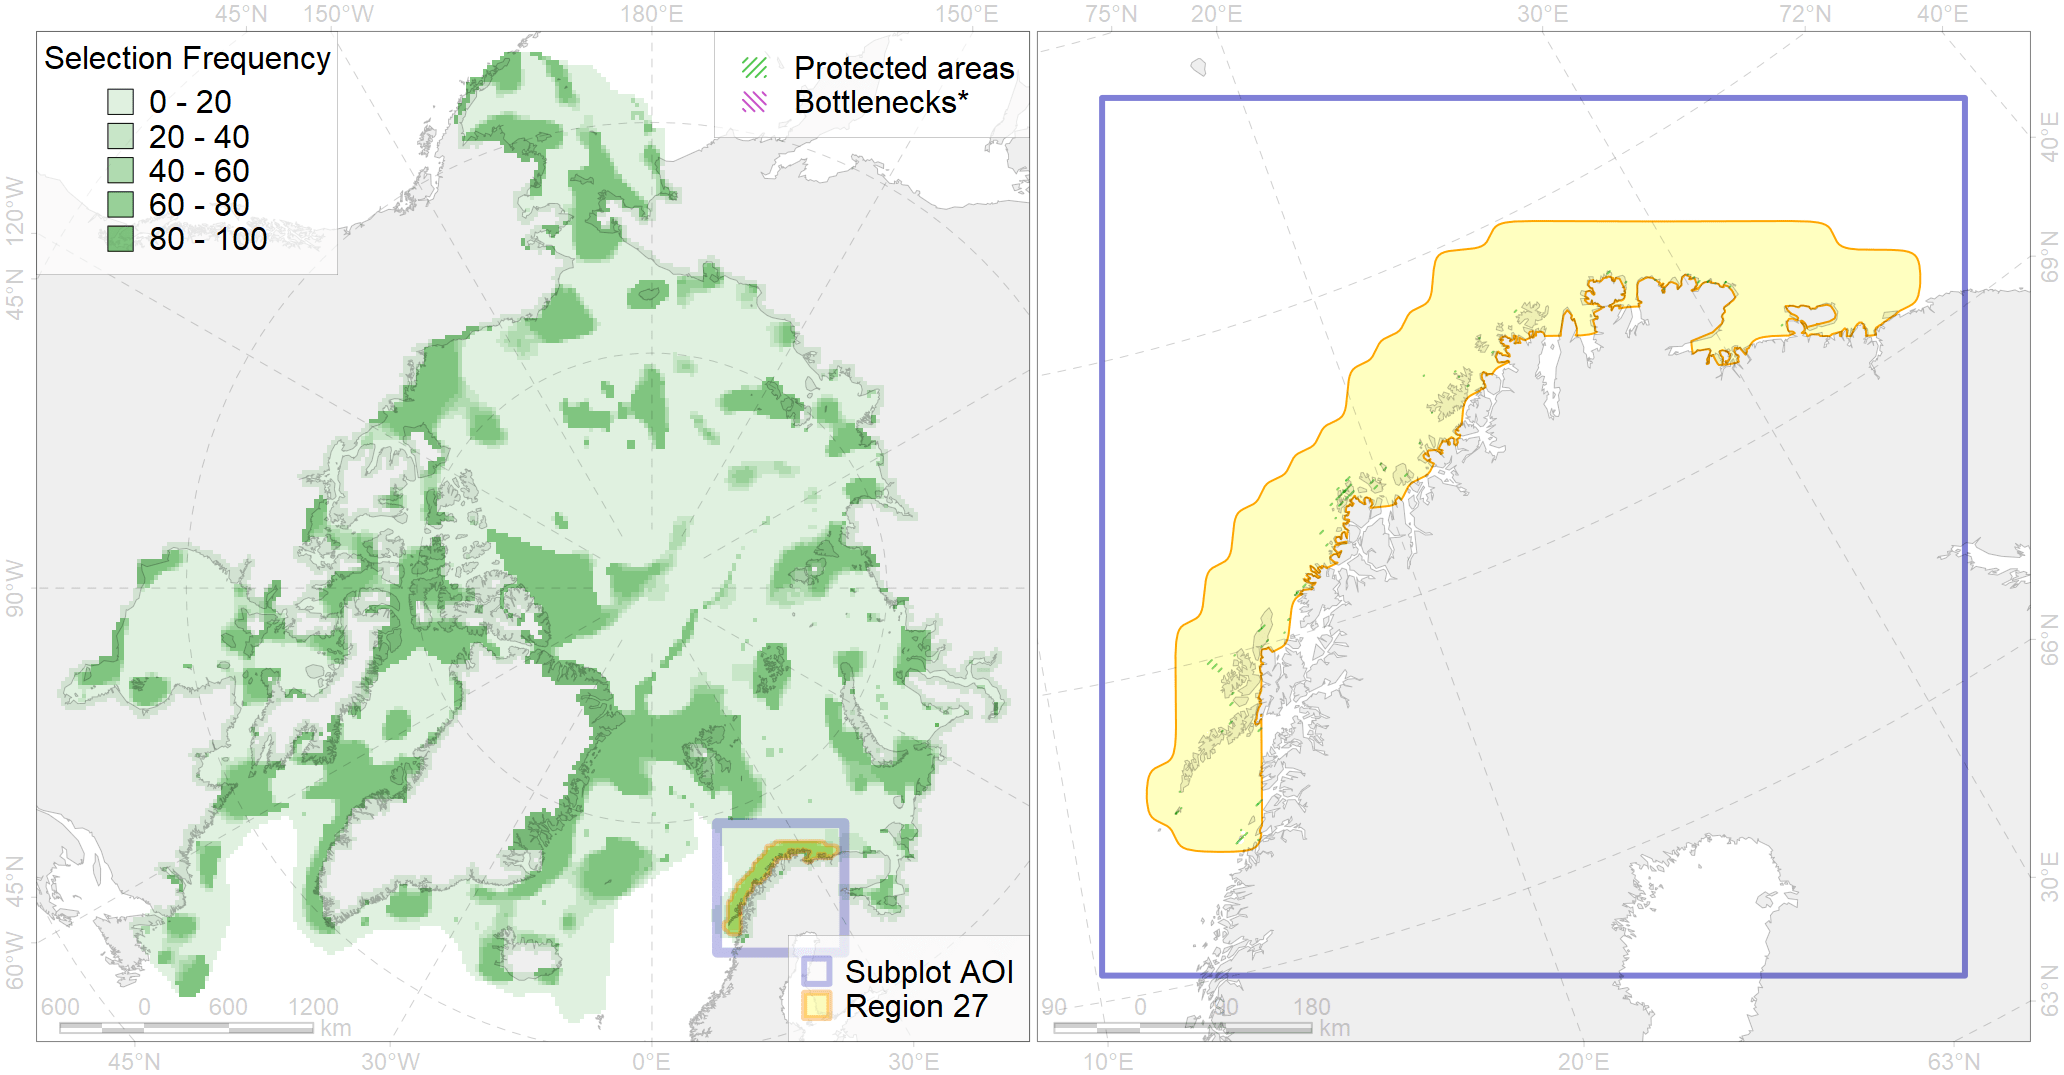 45°N 150°W 180°E 150°E 75°N 20°E 30°E 72°N 40°E
Selection Frequency
0 - 20
20 - 40
40 - 60
60 - 80
80 - 100
Protected areas
Bottlenecks*
120°W
45°N
90°W
45°N
60°W
40°E
69°N
66°N
30°E
63°N
Subplot AOI
Region 27
600 0 600 1200 km
90 0 90 180 km
45°N 30°W 0°E 30°E 10°E 20°E 63°N